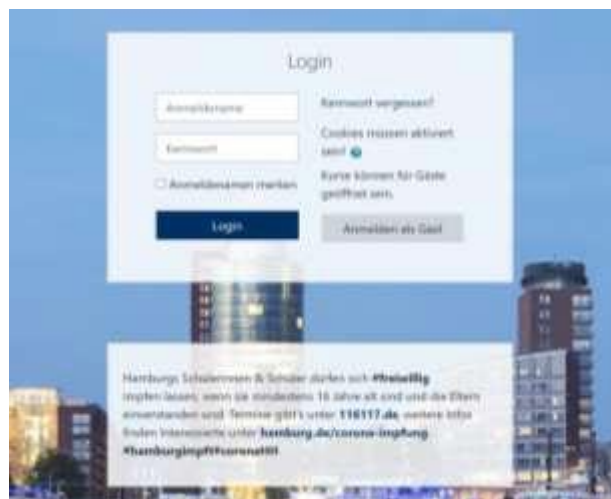 Login
Anmeldename
Kennwort vergessen?
Kennwort
Cookies müssen aktiviert
sein!
Anmeldenamen merken
Kurse können für Gäste
geöffnet sein.
Login
Anmelden als Gast
Hamburgs Schülerinnen & Schüler dürfen sich #freiwillig
impfen lassen, wenn sie mindestens 16 Jahre alt sind und die Eltern
einverstanden sind. Termine gibt's unter 116117.de, weitere Infos
finden Interessierte unter hamburg.de/corona-impfung
#hamburgimpft#coronaHH